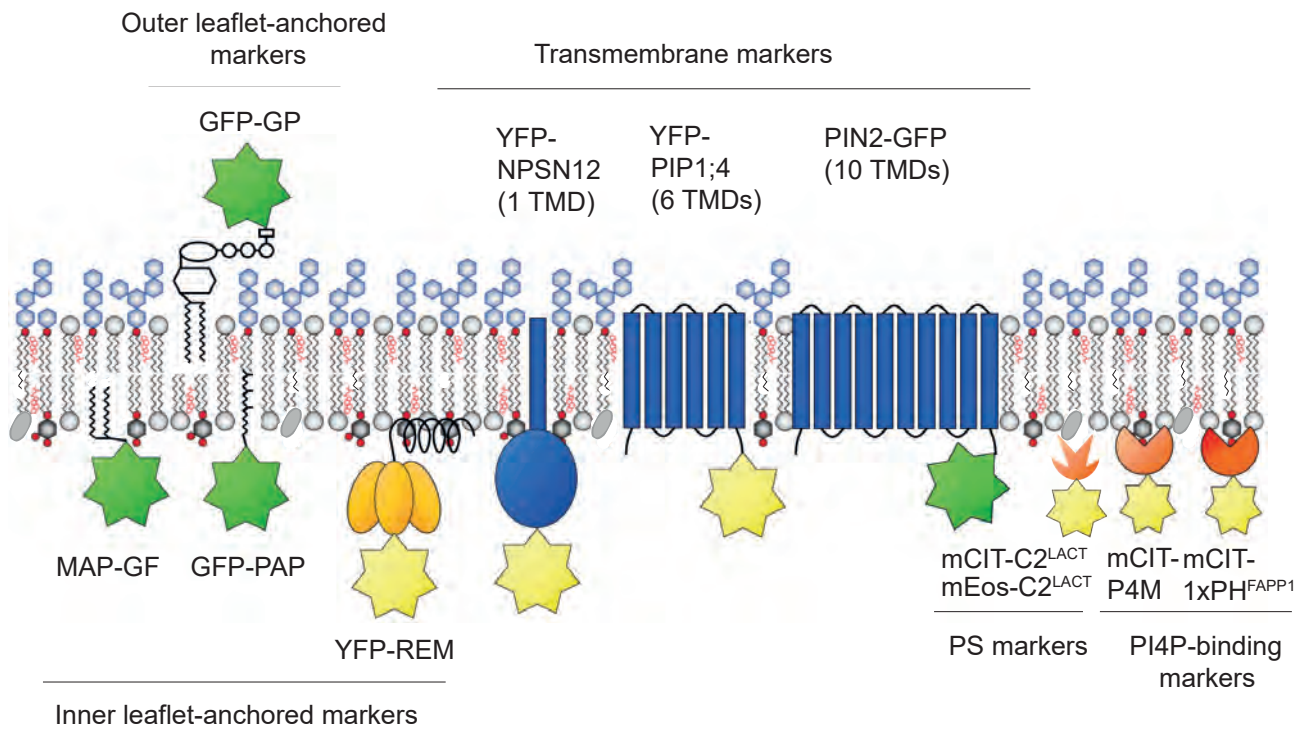 Outer leaflet-anchored
markers
Transmembrane markers
GFP-GP
YFP-
NPSN12
(1 TMD)
YFP-
PIP1;4
(6 TMDs)
PIN2-GFP
(10 TMDs)
MAP-GF
GFP-PAP
YFP-REM
Inner leaflet-anchored markers
mCIT-C2LACT
mEos-C2LACT
PS markers
mCIT-
P4M
mCIT-
1xPHFAPP1
PI4P-binding
markers